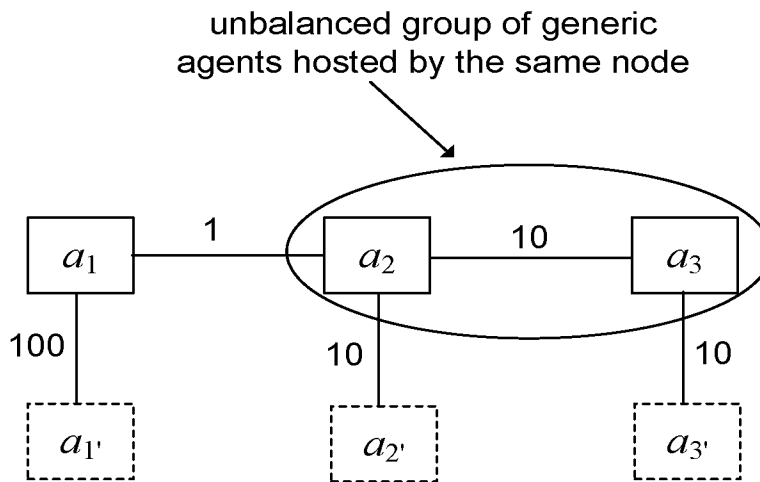 unbalanced group of generic
agents hosted by the same node
1
10
a1
a2
a3
100
10
10
a1'
a2'
a3'